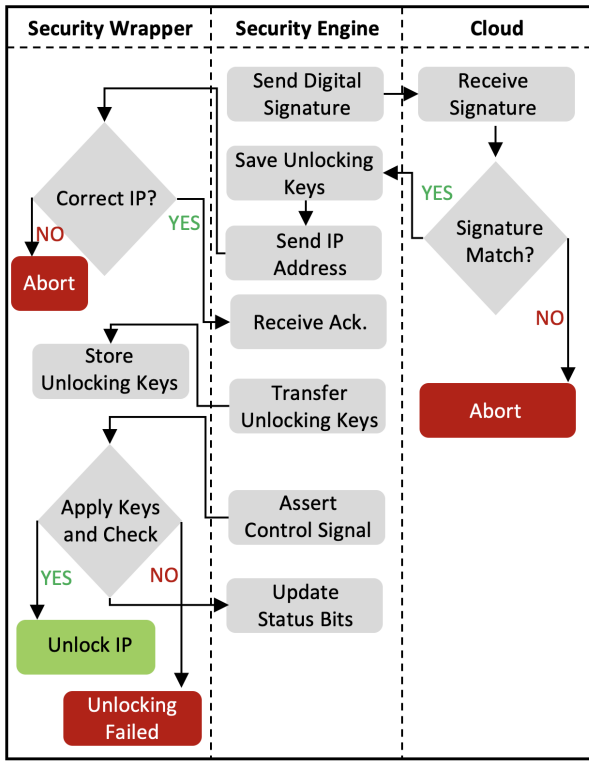 Security Wrapper
Security Engine
Cloud
Send Digital
Signature
Receive
Signature
Save Unlocking
Keys
Correct IP?
YES
Signature
Match?
YES
NO
Send IP
Address
NO
Abort
Receive Ack.
Store
Unlocking Keys
Transfer
Unlocking Keys
Abort
Apply Keys
and Check
Assert
Control Signal
YES
NO
Update
Status Bits
Unlock IP
Unlocking
Failed